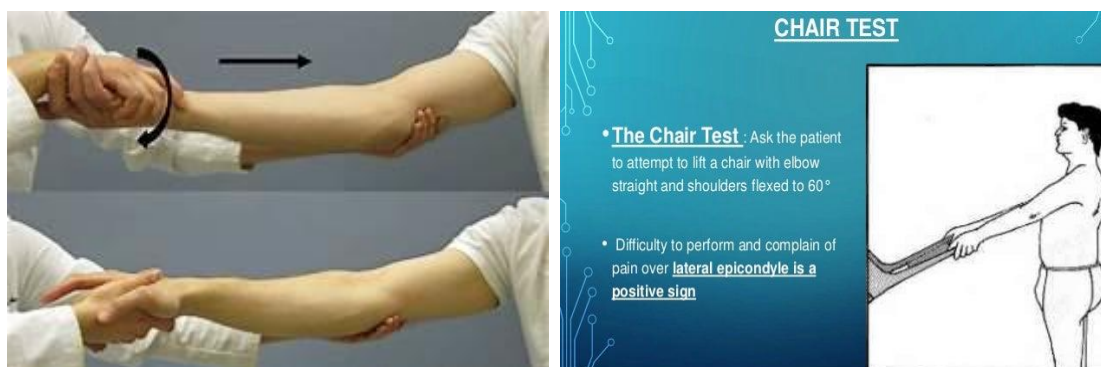 CHAIR TEST
•The Chair Test : Ask the patient
to attempt to lift a chair with elbow
straight and shoulders flexed to 60°
• Difficulty to perform and complain of
pain over lateral epicondyle is a
positive sign